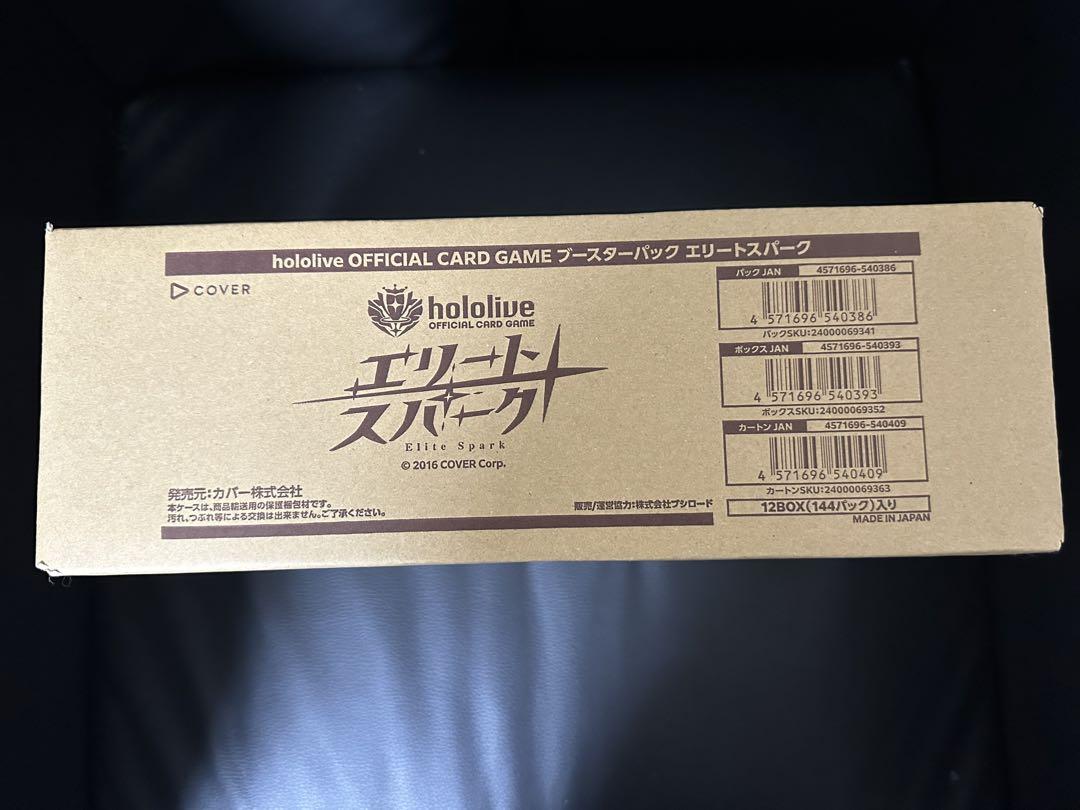 hololive OFFICIAL CARD GAME ブースターパック エリートスパーク
COVER
hololive
OFFICIAL CARD GAME
エリート
スパーク
Elite Spark
© 2016 COVER Corp.
発売元:カバー株式会社
本ケースは、商品輸送用の保護梱包材です。
汚れ、つぶれ等による交換は出来ません。ご了承ください。
販売/運営協力:株式会社ブシロード
パック JAN 4571696-540386
4 571696 540386
パックSKU:24000069341
ボックス JAN 4571696-540393
4 571696 540393
ボックスSKU:24000069352
カートン JAN 4571696-540409
4 571696 540409
カートンSKU:24000069363
12BOX(144パック)入り
MADE IN JAPAN